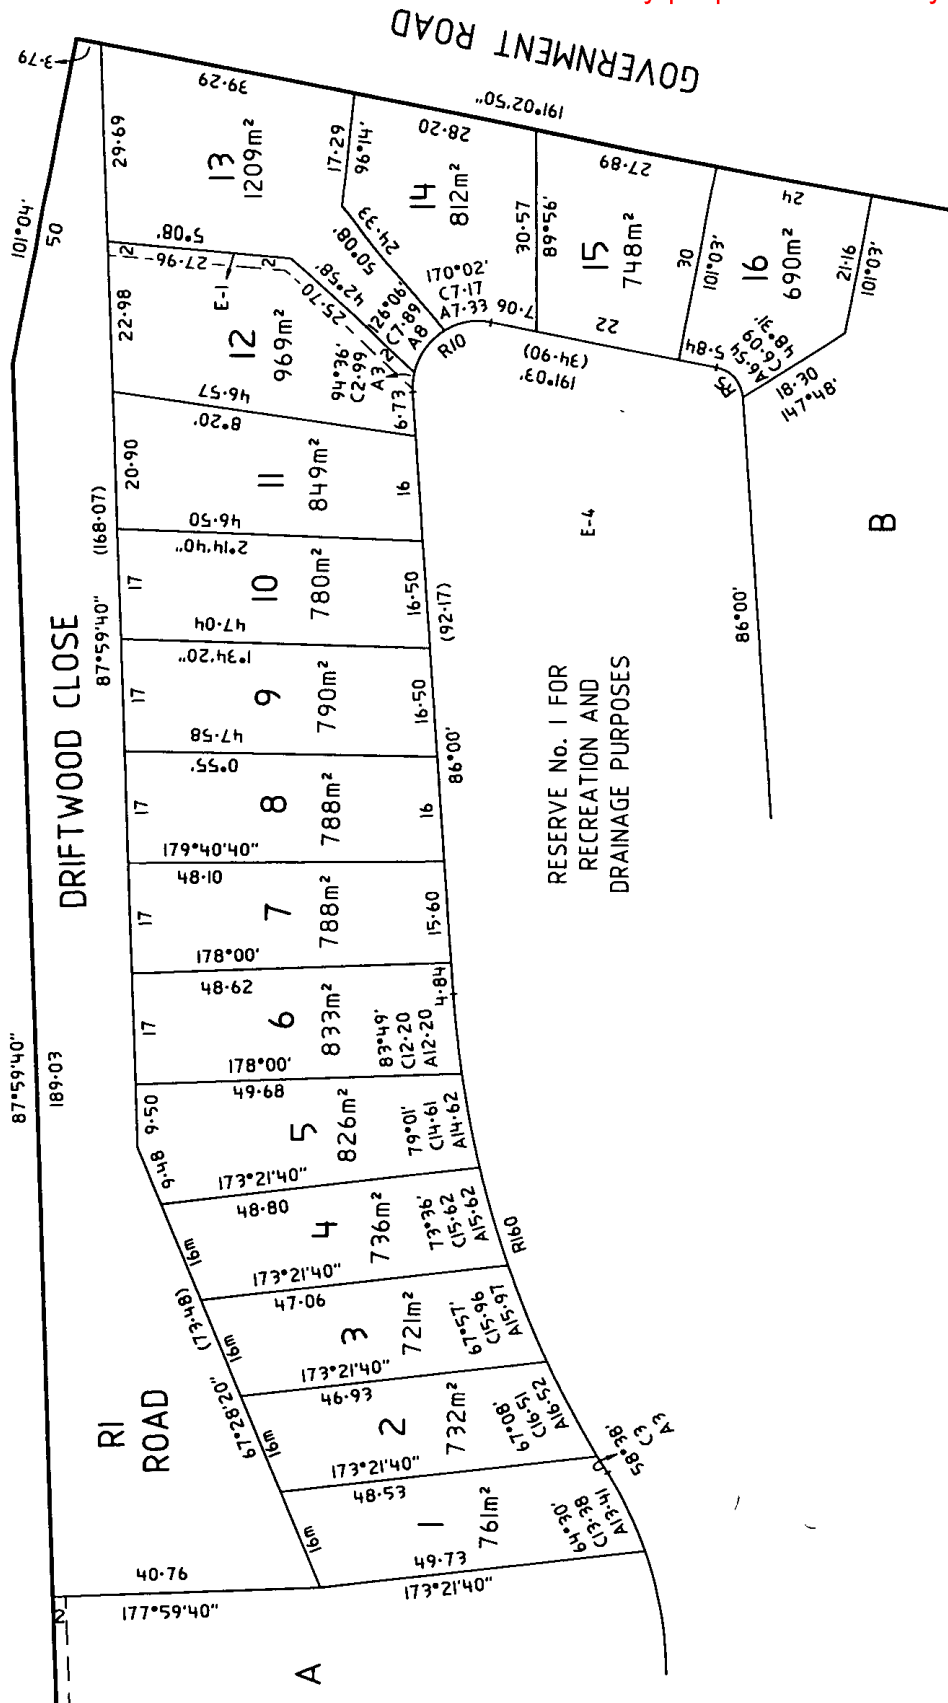 GOVERNMENT ROAD
191°02'50"
3·79
39·29
28·20
27·89
24
101°04'
50
29·69
13
1209m²
17·29
96°14'
14
812m²
24·33
50°08'
30·57
89°56'
15
748m²
30
101°03'
16
690m²
21·16
101°03'
5°08'
27·96
2
2
E-1
22·98
12
969m²
42°58'
25·70
126°06'
C7·89
A8
2
170°02'
C7·17
A7·33
7·06
94°36'
C2·99
A3
R10
22
(34·90)
191°03'
5·84
R5
A6·54
C6·09
48°31'
18·30
147°48'
46·57
8°20'
6·73
20·90
11
849m²
16
46·50
2°14'40"
(168·07)
17
10
780m²
16·50
47·04
1°34'20"
(92·17)
E-4
B
86°00'
DRIFTWOOD CLOSE
87°59'40"
17
9
790m²
16·50
47·58
0°55'
86°00'
17
8
788m²
16
179°40'40"
48·10
RESERVE No. 1 FOR
RECREATION AND
DRAINAGE PURPOSES
17
7
788m²
15·60
178°00'
48·62
17
6
833m²
83°49'
C12·20
A12·20
4·84
178°00'
49·68
87°59'40"
189·03
9·50
9·48
5
826m²
79°01'
C14·61
A14·62
173°21'40"
48·80
16m
4
736m²
73°36'
C15·62
A15·62
R160
173°21'40"
47·06
(73·48)
16m
3
721m²
67°57'
C15·96
A15·97
173°21'40"
46·93
R1
ROAD
67°28'20"
16m
2
732m²
67°08'
C16·51
A16·52
173°21'40"
48·53
58°38'
C3
A3
16m
1
761m²
64°30'
C13·38
A13·41
49·73
173°21'40"
40·76
177°59'40"
2
A